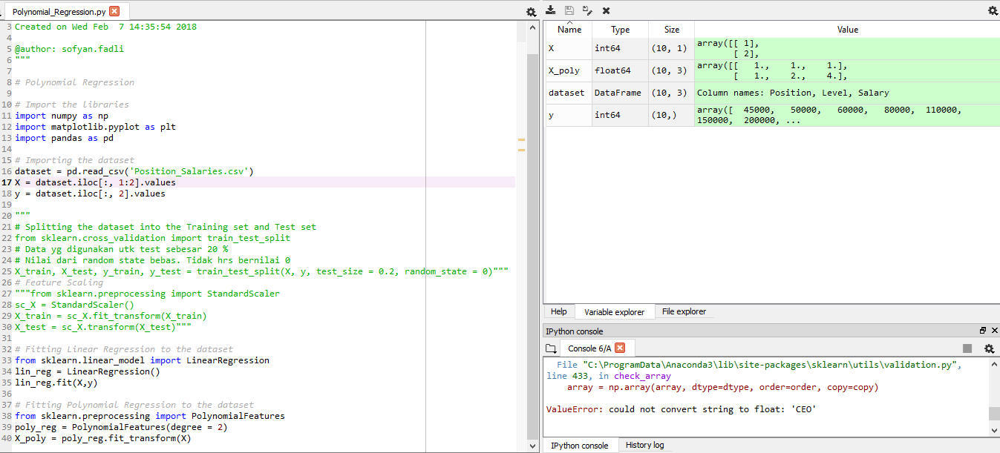 Polynomial_Regression.py
3 Created on Wed Feb  7 14:35:54 2018
4
5 @author: sofyan.fadli
6 """
7
8 # Polynomial Regression
9
10 # Import the libraries
11 import numpy as np
12 import matplotlib.pyplot as plt
13 import pandas as pd
14
15 # Importing the dataset
16 dataset = pd.read_csv('Position_Salaries.csv')
17 X = dataset.iloc[:, 1:2].values
18 y = dataset.iloc[:, 2].values
19
20 """
21 # Splitting the dataset into the Training set and Test set
22 from sklearn.cross_validation import train_test_split
23 # Data yg digunakan utk test sebesar 20 %
24 # Nilai dari random state bebas. Tidak hrs bernilai 0
25 X_train, X_test, y_train, y_test = train_test_split(X, y, test_size = 0.2, random_state = 0)"""
26 # Feature Scaling
27 """from sklearn.preprocessing import StandardScaler
28 sc_X = StandardScaler()
29 X_train = sc_X.fit_transform(X_train)
30 X_test = sc_X.transform(X_test)"""
31
32 # Fitting Linear Regression to the dataset
33 from sklearn.linear_model import LinearRegression
34 lin_reg = LinearRegression()
35 lin_reg.fit(X,y)
36
37 # Fitting Polynomial Regression to the dataset
38 from sklearn.preprocessing import PolynomialFeatures
39 poly_reg = PolynomialFeatures(degree = 2)
40 X_poly = poly_reg.fit_transform(X)
Name Type Size Value
X int64 (10, 1) array([[ 1],
[ 2],
X_poly float64 (10, 3) array([[   1.,    1.,    1.],
[   1.,    2.,    4.],
dataset DataFrame (10, 3) Column names: Position, Level, Salary
y int64 (10,) array([  45000,   50000,   60000,   80000,  110000,
150000,  200000, ...
Help Variable explorer File explorer
IPython console
Console 6/A
File "C:\ProgramData\Anaconda3\lib\site-packages\sklearn\utils\validation.py",
line 433, in check_array
array = np.array(array, dtype=dtype, order=order, copy=copy)
ValueError: could not convert string to float: 'CEO'
IPython console History log